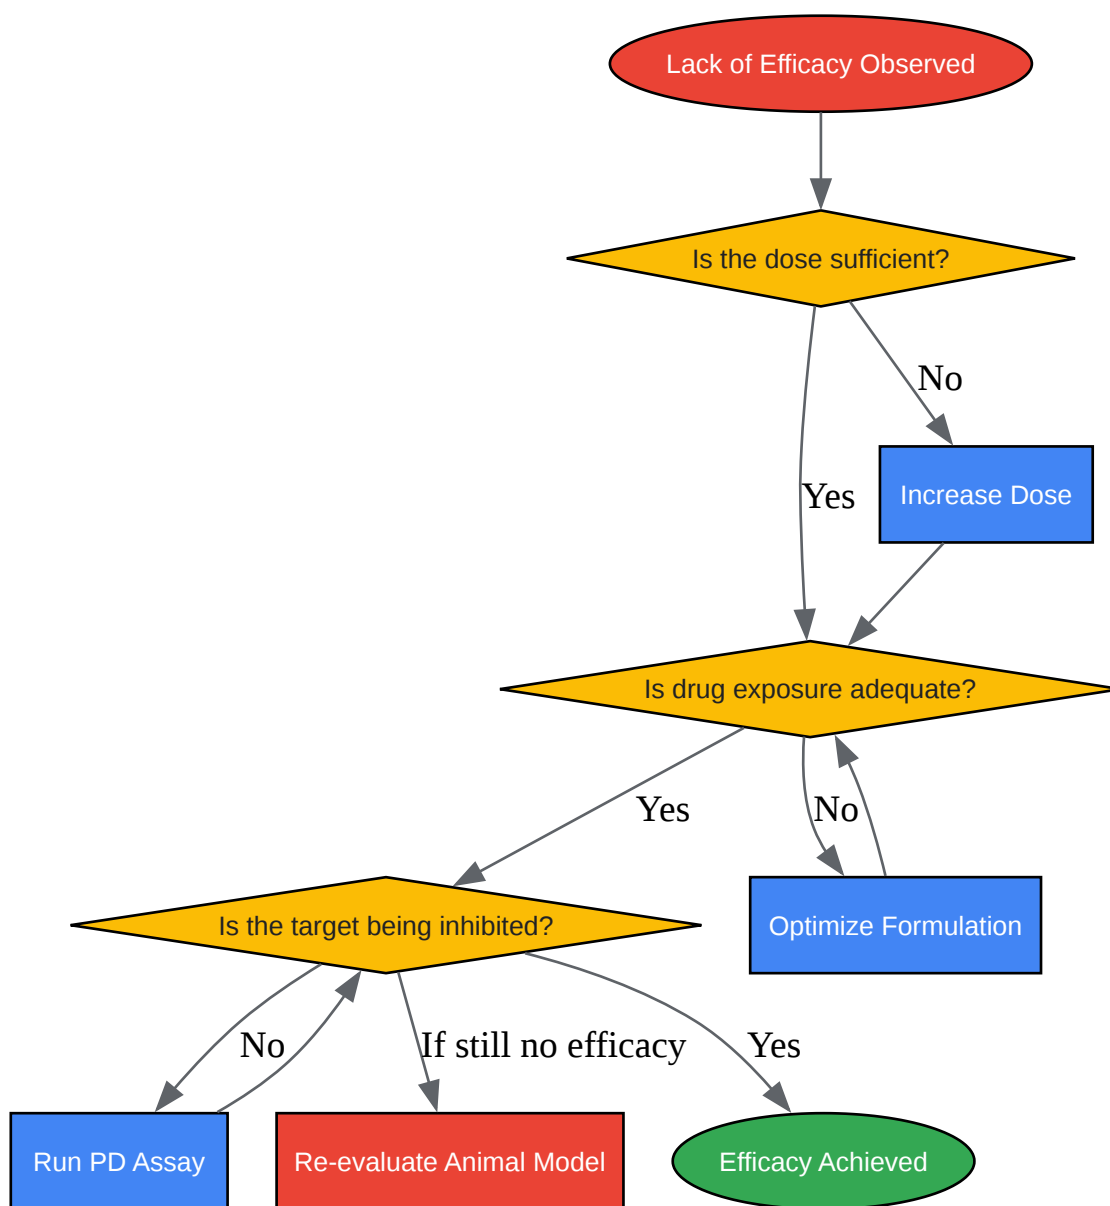 Lack of Efficacy Observed
Is the dose sufficient?
No
Yes
Increase Dose
Is drug exposure adequate?
Yes
No
Is the target being inhibited?
Optimize Formulation
No
If still no efficacy
Yes
Run PD Assay
Re-evaluate Animal Model
Efficacy Achieved